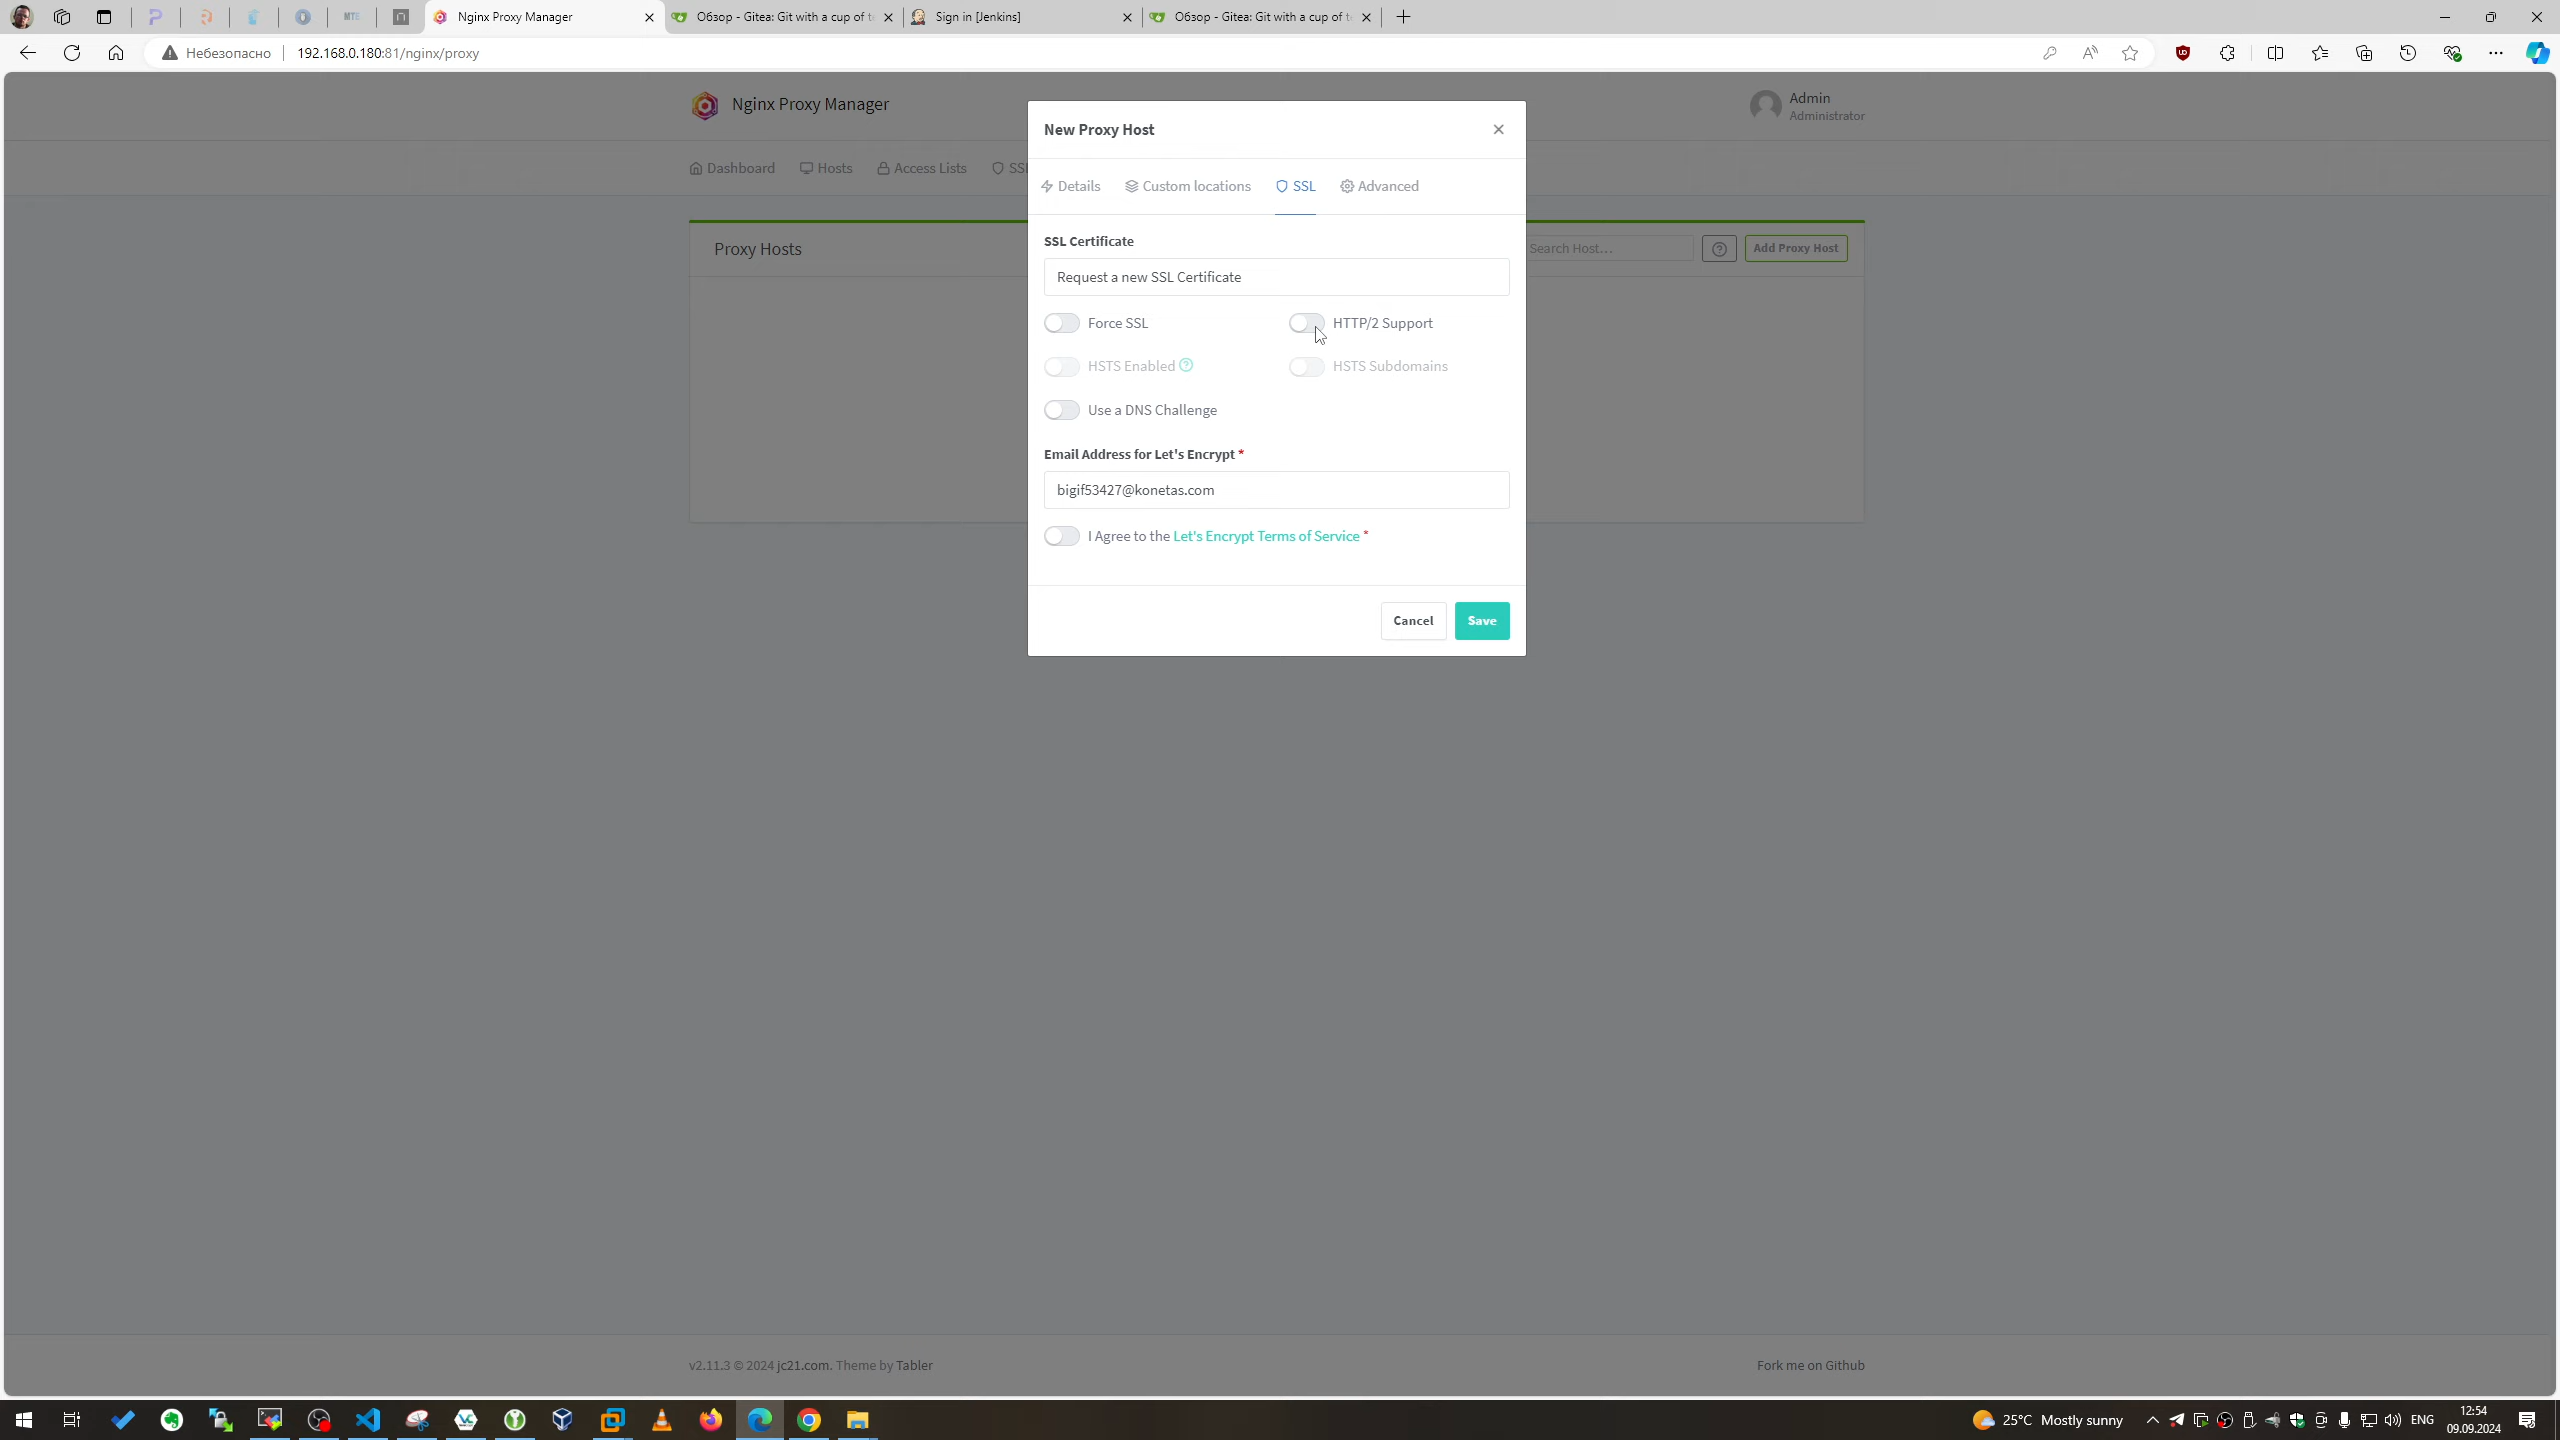 MTE
Nginx Proxy Manager
Обзор - Gitea: Git with a cup of t
Sign in [Jenkins]
Обзор - Gitea: Git with a cup of t
Небезопасно
192.168.0.180:81/nginx/proxy
Nginx Proxy Manager
Admin
Administrator
Dashboard
Hosts
Access Lists
SSL
Proxy Hosts
Search Host...
Add Proxy Host
New Proxy Host
Details
Custom locations
SSL
Advanced
SSL Certificate
Request a new SSL Certificate
Force SSL
HTTP/2 Support
HSTS Enabled
HSTS Subdomains
Use a DNS Challenge
Email Address for Let's Encrypt *
bigif53427@konetas.com
I Agree to the Let's Encrypt Terms of Service *
Cancel
Save
v2.11.3 © 2024 jc21.com. Theme by Tabler
Fork me on Github
25°C Mostly sunny
ENG
12:54
09.09.2024